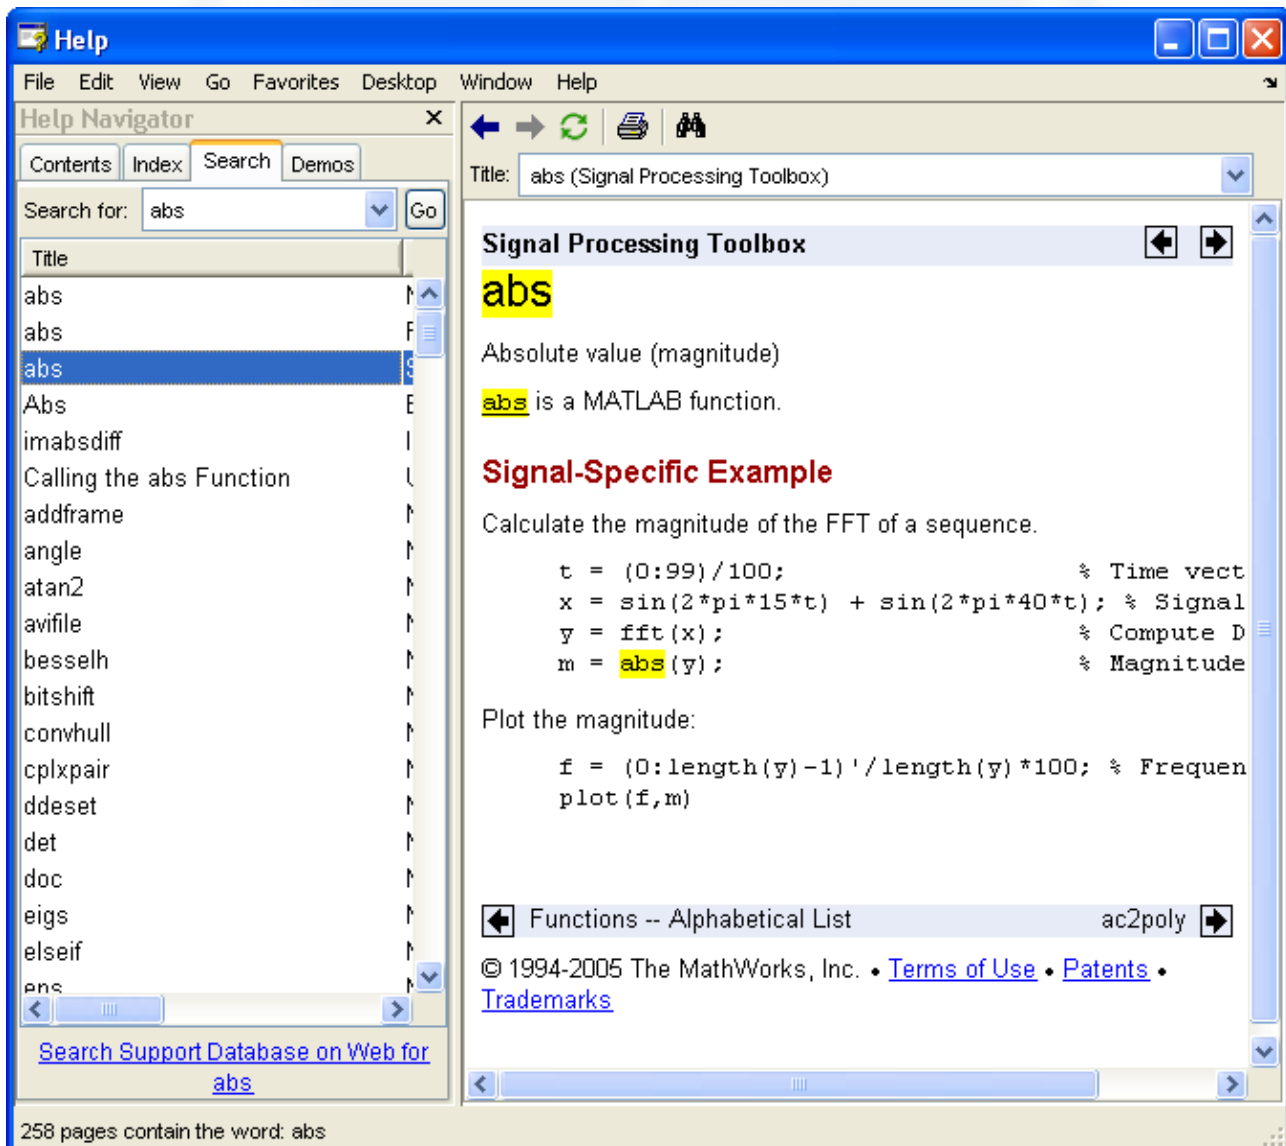 Help
File Edit View Go Favorites Desktop Window Help
Help Navigator
Contents Index Search Demos
Search for: abs Go
Title
abs
abs
abs
Abs
imabsdiff
Calling the abs Function
addframe
angle
atan2
avifile
besselh
bitshift
convhull
cplxpair
ddeset
det
doc
eigs
elseif
eps
Search Support Database on Web for
abs
Title: abs (Signal Processing Toolbox)
Signal Processing Toolbox
abs
Absolute value (magnitude)
abs is a MATLAB function.
Signal-Specific Example
Calculate the magnitude of the FFT of a sequence.
t = (0:99)/100; % Time vect
x = sin(2*pi*15*t) + sin(2*pi*40*t); % Signal
y = fft(x); % Compute D
m = abs(y); % Magnitude
Plot the magnitude:
f = (0:length(y)-1)'/length(y)*100; % Frequen
plot(f,m)
Functions -- Alphabetical List ac2poly
© 1994-2005 The MathWorks, Inc. • Terms of Use • Patents •
Trademarks
258 pages contain the word: abs